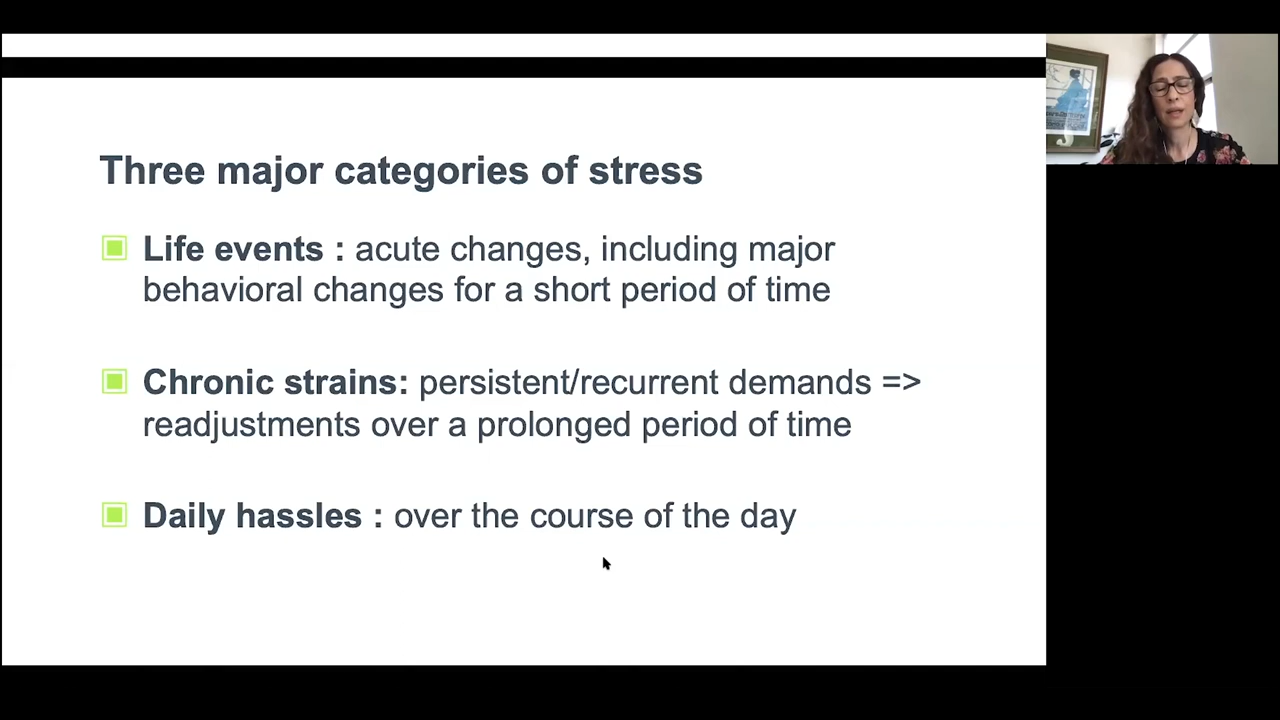 Three major categories of stress
Life events : acute changes, including major
behavioral changes for a short period of time
Chronic strains: persistent/recurrent demands =>
readjustments over a prolonged period of time
Daily hassles : over the course of the day